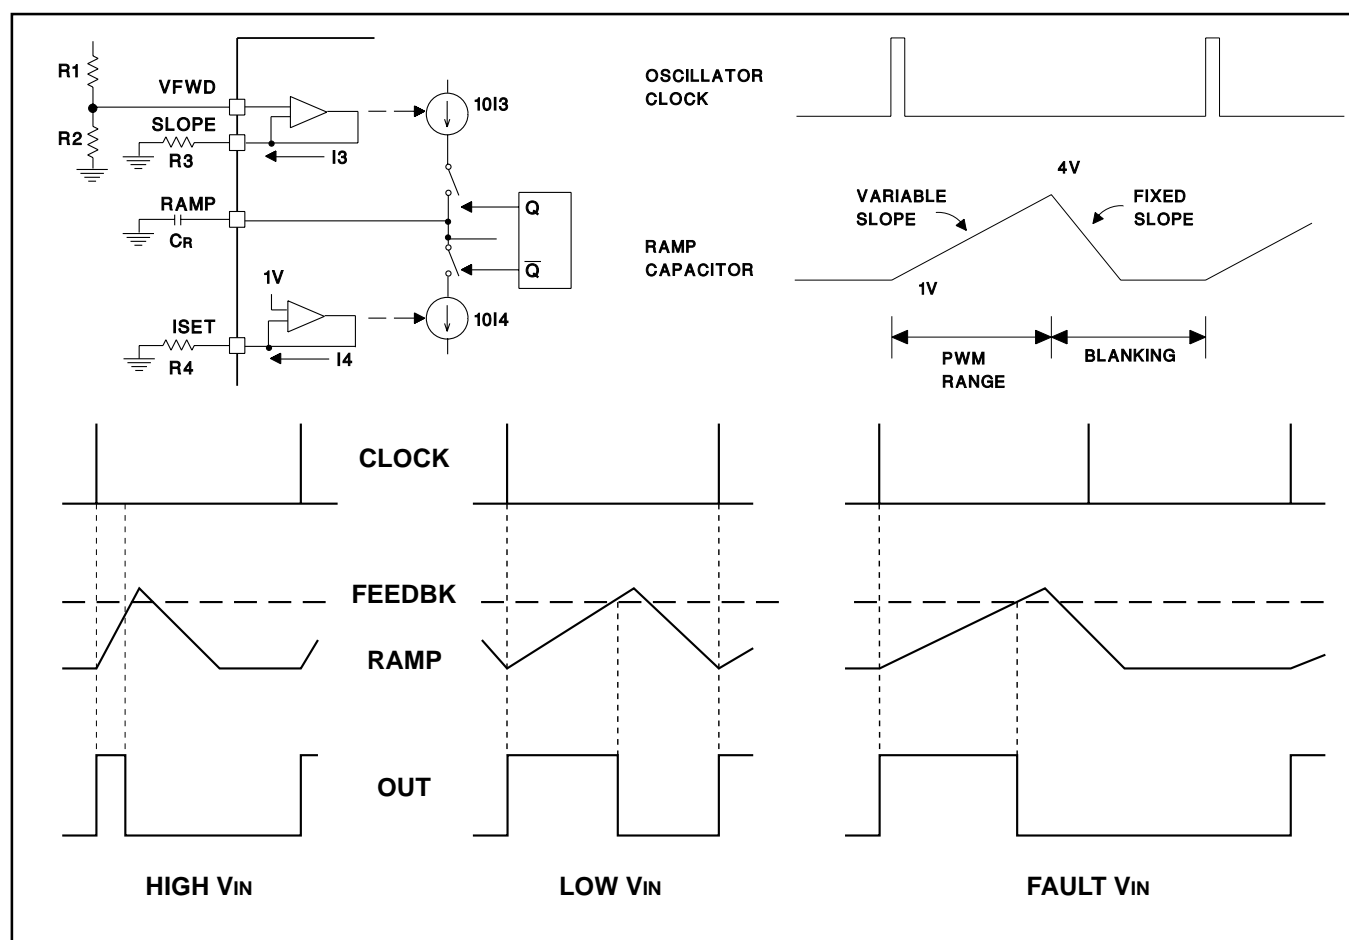 R1
VFWD
10I3
SLOPE
R2
R3
I3
RAMP
CR
Q
Q̅
1V
ISET
10I4
R4
I4
OSCILLATOR
CLOCK
4V
VARIABLE
SLOPE
FIXED
SLOPE
RAMP
CAPACITOR
1V
PWM
RANGE
BLANKING
CLOCK
FEEDBK
RAMP
OUT
HIGH VIN
LOW VIN
FAULT VIN